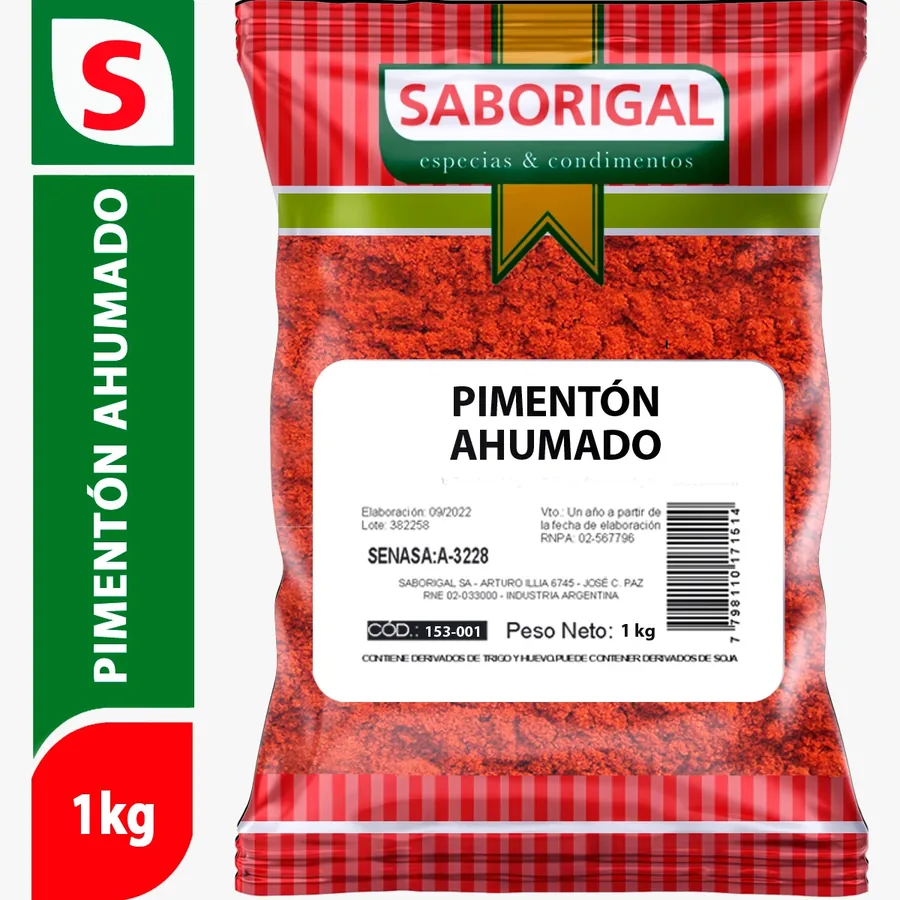 S
PIMENTÓN AHUMADO
1kg
SABORIGAL
especias & condimentos
PIMENTÓN
AHUMADO
Elaboración: 09/2022
Lote: 382258
Vto.: Un año a partir de
la fecha de elaboración
RNPA: 02-567796
SENASA:A-3228
SABORIGAL SA - ARTURO ILLIA 6745 - JOSÉ C. PAZ
RNE 02-033000 - INDUSTRIA ARGENTINA
CÓD.: 153-001
Peso Neto: 1 kg
7 798110 171514
CONTIENE DERIVADOS DE TRIGO Y HUEVO.PUEDE CONTENER DERIVADOS DE SOJA